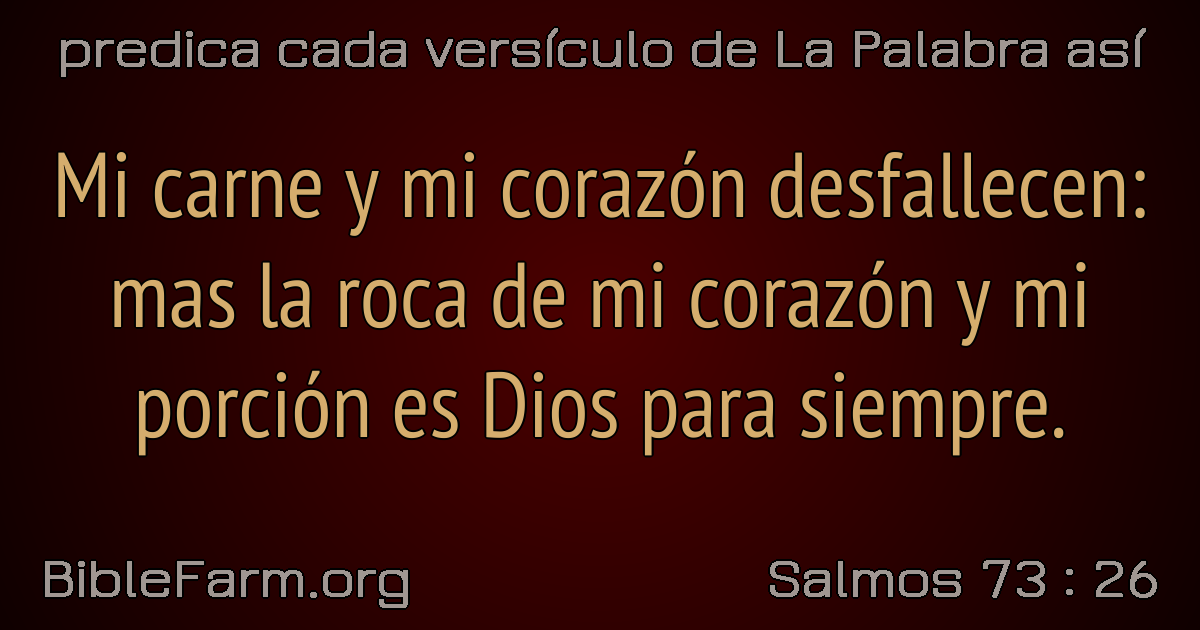 predica cada versículo de La Palabra así
Mi carne y mi corazón desfallecen:
mas la roca de mi corazón y mi
porción es Dios para siempre.
BibleFarm.org
Salmos 73 : 26